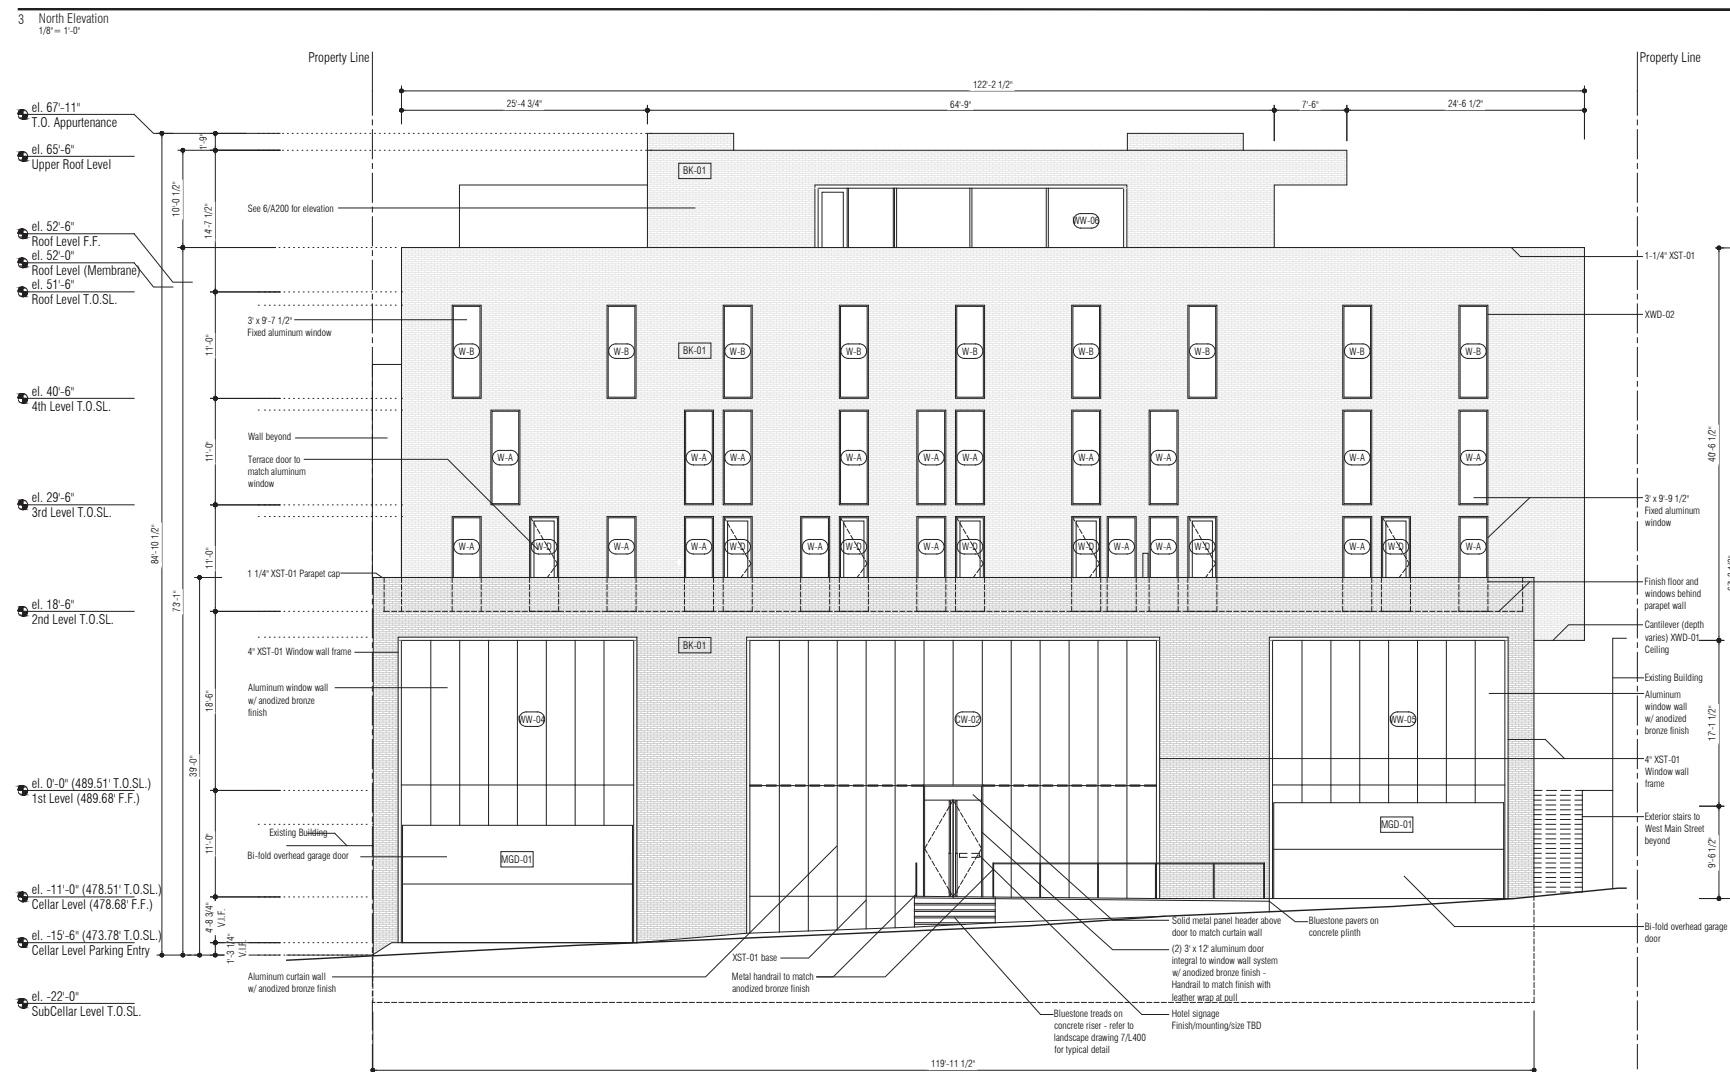 3 North Elevation
1/8"= 1'-0"
Property Line
Property Line
122'-2 1/2"
25'-4 3/4"
64'-9"
7'-6"
24'-6 1/2"
el. 67'-11"
T.O. Appurtenance
el. 65'-6"
Upper Roof Level
el. 52'-6"
Roof Level F.F.
el. 52'-0"
Roof Level (Membrane)
el. 51'-6"
Roof Level T.O.SL.
el. 40'-6"
4th Level T.O.SL.
el. 29'-6"
3rd Level T.O.SL.
el. 18'-6"
2nd Level T.O.SL.
el. 0'-0" (489.51' T.O.SL.)
1st Level (489.68' F.F.)
el. -11'-0" (478.51' T.O.SL.)
Cellar Level (478.68' F.F.)
el. -15'-6" (473.78' T.O.SL.)
Cellar Level Parking Entry
el. -22'-0"
SubCellar Level T.O.SL.
84'-10 1/2"
10'-0 1/2"
73'-1"
39'-0"
1'-9"
14'-7 1/2"
11'-0"
11'-0"
11'-0"
18'-6"
11'-0"
4'-8 3/4"
V.I.F.
1'-3 1/4"
V.I.F.
See 6/A200 for elevation
3' x 9'-7 1/2"
Fixed aluminum window
Wall beyond
Terrace door to
match aluminum
window
1 1/4" XST-01 Parapet cap
4" XST-01 Window wall frame
Aluminum window wall
w/ anodized bronze
finish
Existing Building
Bi-fold overhead garage door
Aluminum curtain wall
w/ anodized bronze finish
BK-01
WW-06
W-B W-B BK-01 W-B W-B W-B W-B W-B W-B W-B
W-A W-A W-A W-A W-A W-A W-A W-A W-A W-A
W-A W-D W-A W-A W-D W-A W-D W-A W-D W-D W-A W-A W-D W-A W-D W-A
BK-01
WW-04
CW-02
WW-05
MGD-01
MGD-01
XST-01 base
Metal handrail to match
anodized bronze finish
Bluestone treads on
concrete riser - refer to
landscape drawing 7/L400
for typical detail
Solid metal panel header above
door to match curtain wall
(2) 3' x 12' aluminum door
integral to window wall system
w/ anodized bronze finish -
Handrail to match finish with
leather wrap at pull
Hotel signage
Finish/mounting/size TBD
Bluestone pavers on
concrete plinth
1-1/4" XST-01
XWD-02
3' x 9'-9 1/2"
Fixed aluminum
window
Finish floor and
windows behind
parapet wall
Cantilever (depth
varies) XWD-01
Ceiling
Existing Building
Aluminum
window wall
w/ anodized
bronze finish
4" XST-01
Window wall
frame
Exterior stairs to
West Main Street
beyond
Bi-fold overhead garage
door
40'-6 1/2"
17'-1 1/2"
9'-6 1/2"
119'-11 1/2"